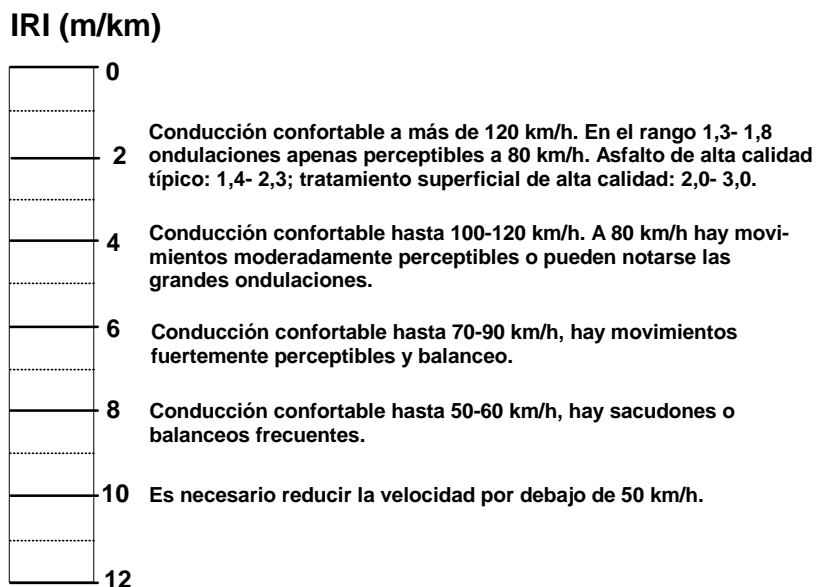 IRI (m/km)
0
Conducción confortable a más de 120 km/h. En el rango 1,3- 1,8
2 ondulaciones apenas perceptibles a 80 km/h. Asfalto de alta calidad
típico: 1,4- 2,3; tratamiento superficial de alta calidad: 2,0- 3,0.
4 Conducción confortable hasta 100-120 km/h. A 80 km/h hay movi-
mientos moderadamente perceptibles o pueden notarse las
grandes ondulaciones.
6 Conducción confortable hasta 70-90 km/h, hay movimientos
fuertemente perceptibles y balanceo.
8 Conducción confortable hasta 50-60 km/h, hay sacudones o
balanceos frecuentes.
10 Es necesario reducir la velocidad por debajo de 50 km/h.
12